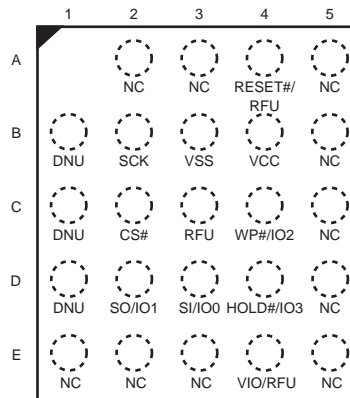 1 2 3 4 5
A
NC NC RESET#/ NC
RFU
B
DNU SCK VSS VCC NC
C
DNU CS# RFU WP#/IO2 NC
D
DNU SO/IO1 SI/IO0 HOLD#/IO3 NC
E
NC NC NC VIO/RFU NC